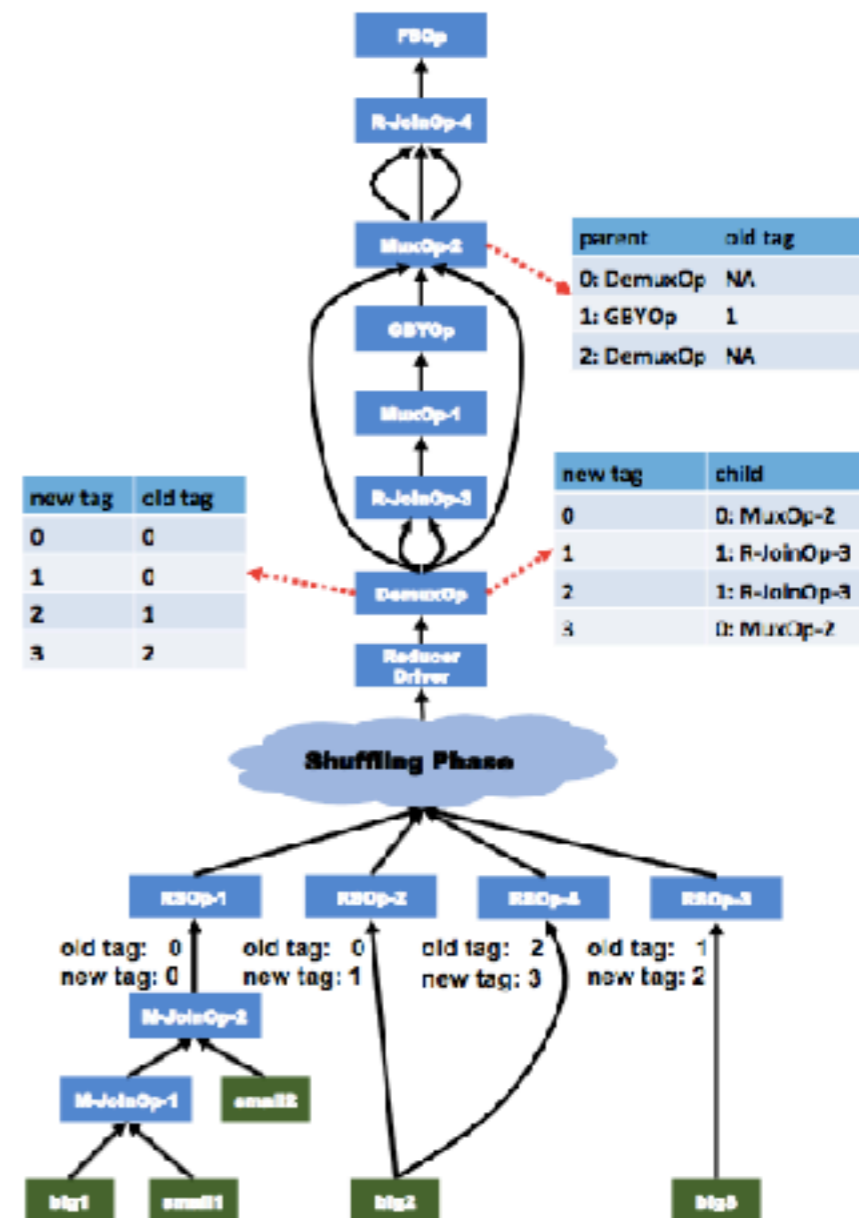 FSOp
R-JoinOp-4
MuxOp-2
parent old tag
0: DemuxOp NA
1: GBYOp 1
2: DemuxOp NA
GBYOp
MuxOp-1
R-JoinOp-3
new tag old tag
0 0
1 0
2 1
3 2
new tag child
0 0: MuxOp-2
1 1: R-JoinOp-3
2 1: R-JoinOp-3
3 0: MuxOp-2
DemuxOp
Reducer
Driver
Shuffling Phase
RSOp-1
RSOp-2
RSOp-4
RSOp-3
old tag: 0
new tag: 0
old tag: 0
new tag: 1
old tag: 2
new tag: 3
old tag: 1
new tag: 2
M-JoinOp-2
M-JoinOp-1
small2
big1
small1
big2
big3